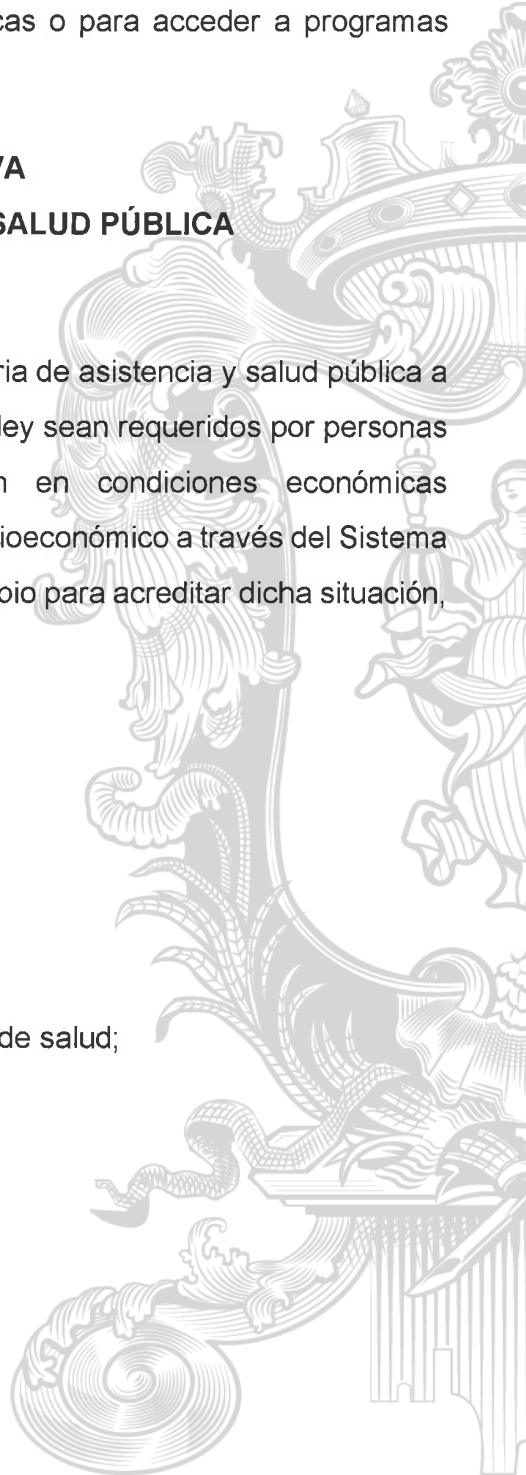 cas o para acceder a programas
VA
SALUD PÚBLICA
ria de asistencia y salud pública a
ley sean requeridos por personas
en condiciones económicas
ioeconómico a través del Sistema
pio para acreditar dicha situación,
de salud;